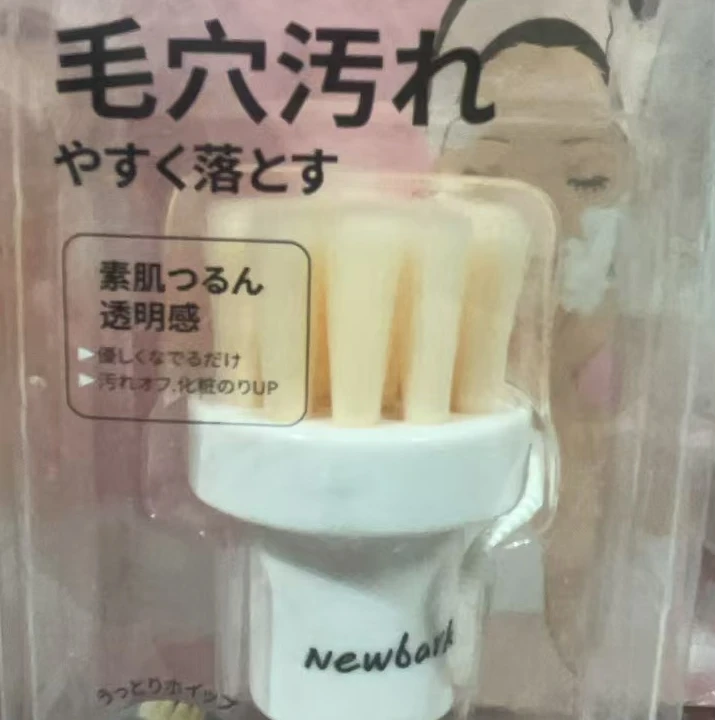 毛穴汚れ
やすく落とす
素肌つるん
透明感
▶優しくなでるだけ
▶汚れオフ.化粧のりUP
Newbark
うっとりホイップ